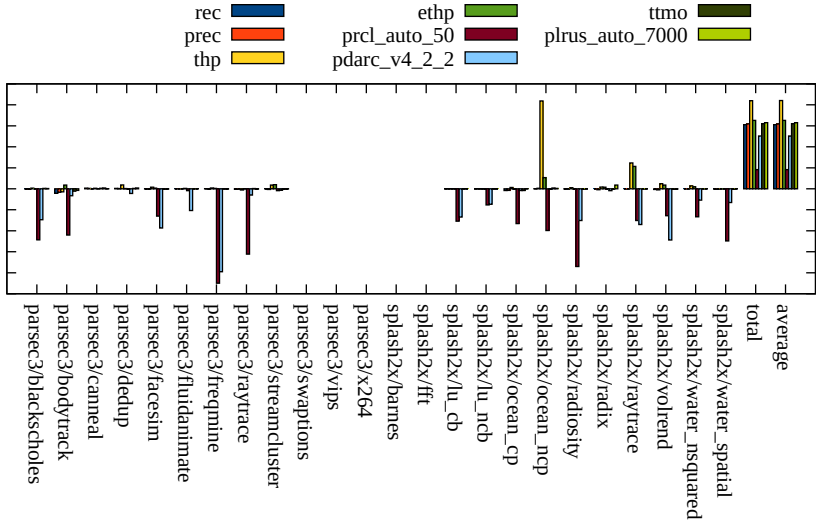 rec
prec
thp
ethp
prcl_auto_50
pdarc_v4_2_2
ttmo
plrus_auto_7000
parsec3/blackscholes
parsec3/bodytrack
parsec3/canneal
parsec3/dedup
parsec3/facesim
parsec3/fluidanimate
parsec3/freqmine
parsec3/raytrace
parsec3/streamcluster
parsec3/swaptions
parsec3/vips
parsec3/x264
splash2x/barnes
splash2x/fft
splash2x/lu_cb
splash2x/lu_ncb
splash2x/ocean_cp
splash2x/ocean_ncp
splash2x/radiosity
splash2x/radix
splash2x/raytrace
splash2x/volrend
splash2x/water_nsquared
splash2x/water_spatial
total
average